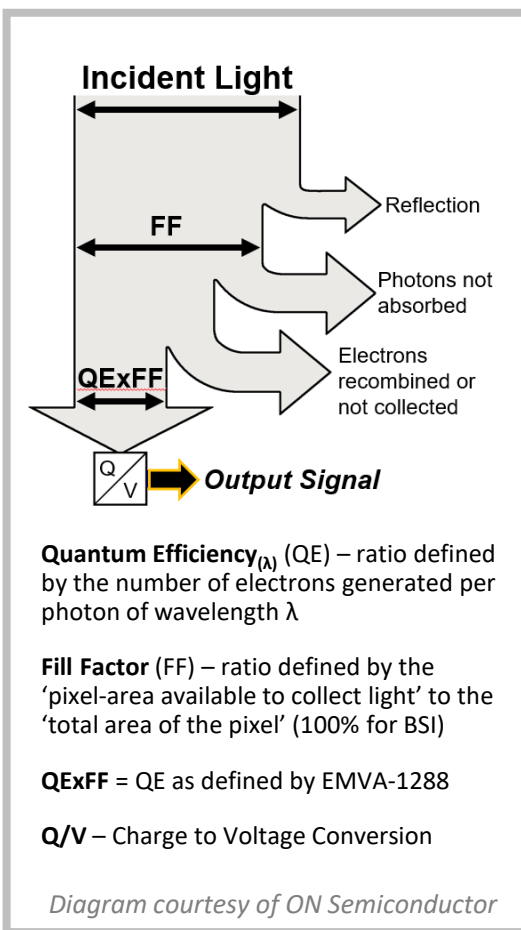 Incident Light
Reflection
FF
Photons not
absorbed
Electrons
recombined or
not collected
QExFF
Q/V
Output Signal
Quantum Efficiency(λ) (QE) – ratio defined
by the number of electrons generated per
photon of wavelength λ
Fill Factor (FF) – ratio defined by the
‘pixel-area available to collect light’ to the
‘total area of the pixel’ (100% for BSI)
QExFF = QE as defined by EMVA-1288
Q/V – Charge to Voltage Conversion
Diagram courtesy of ON Semiconductor